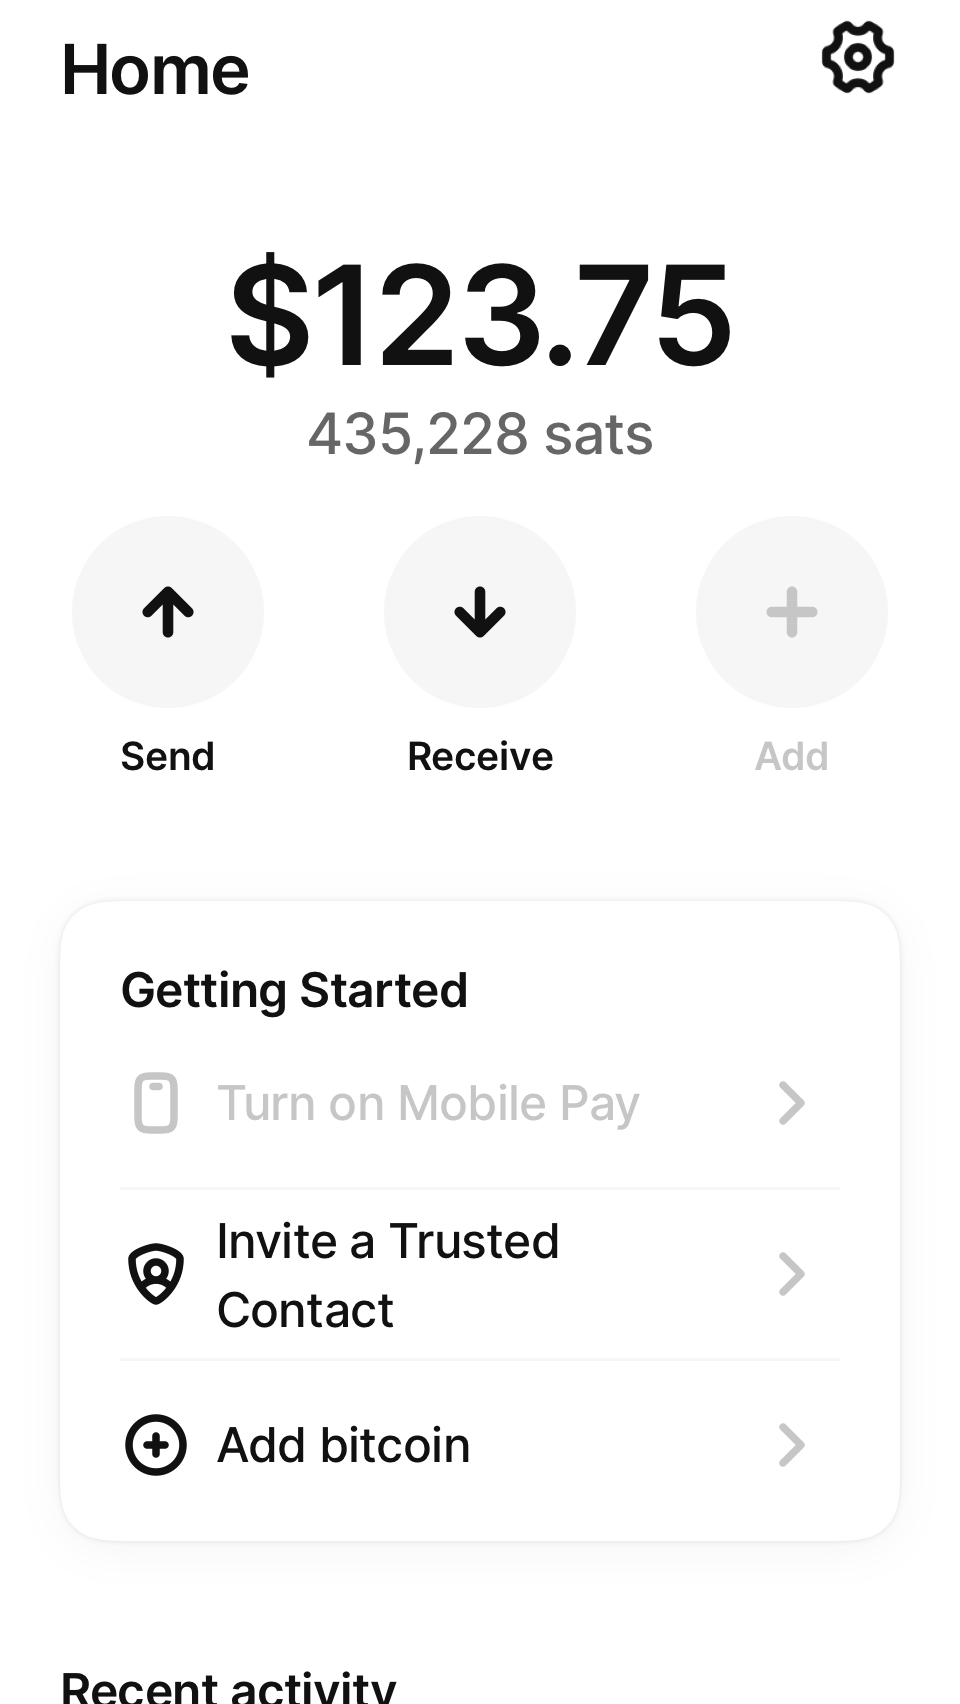 Home
$123.75
435,228 sats
Send
Receive
Add
Getting Started
Turn on Mobile Pay
Invite a Trusted
Contact
Add bitcoin
Recent activity